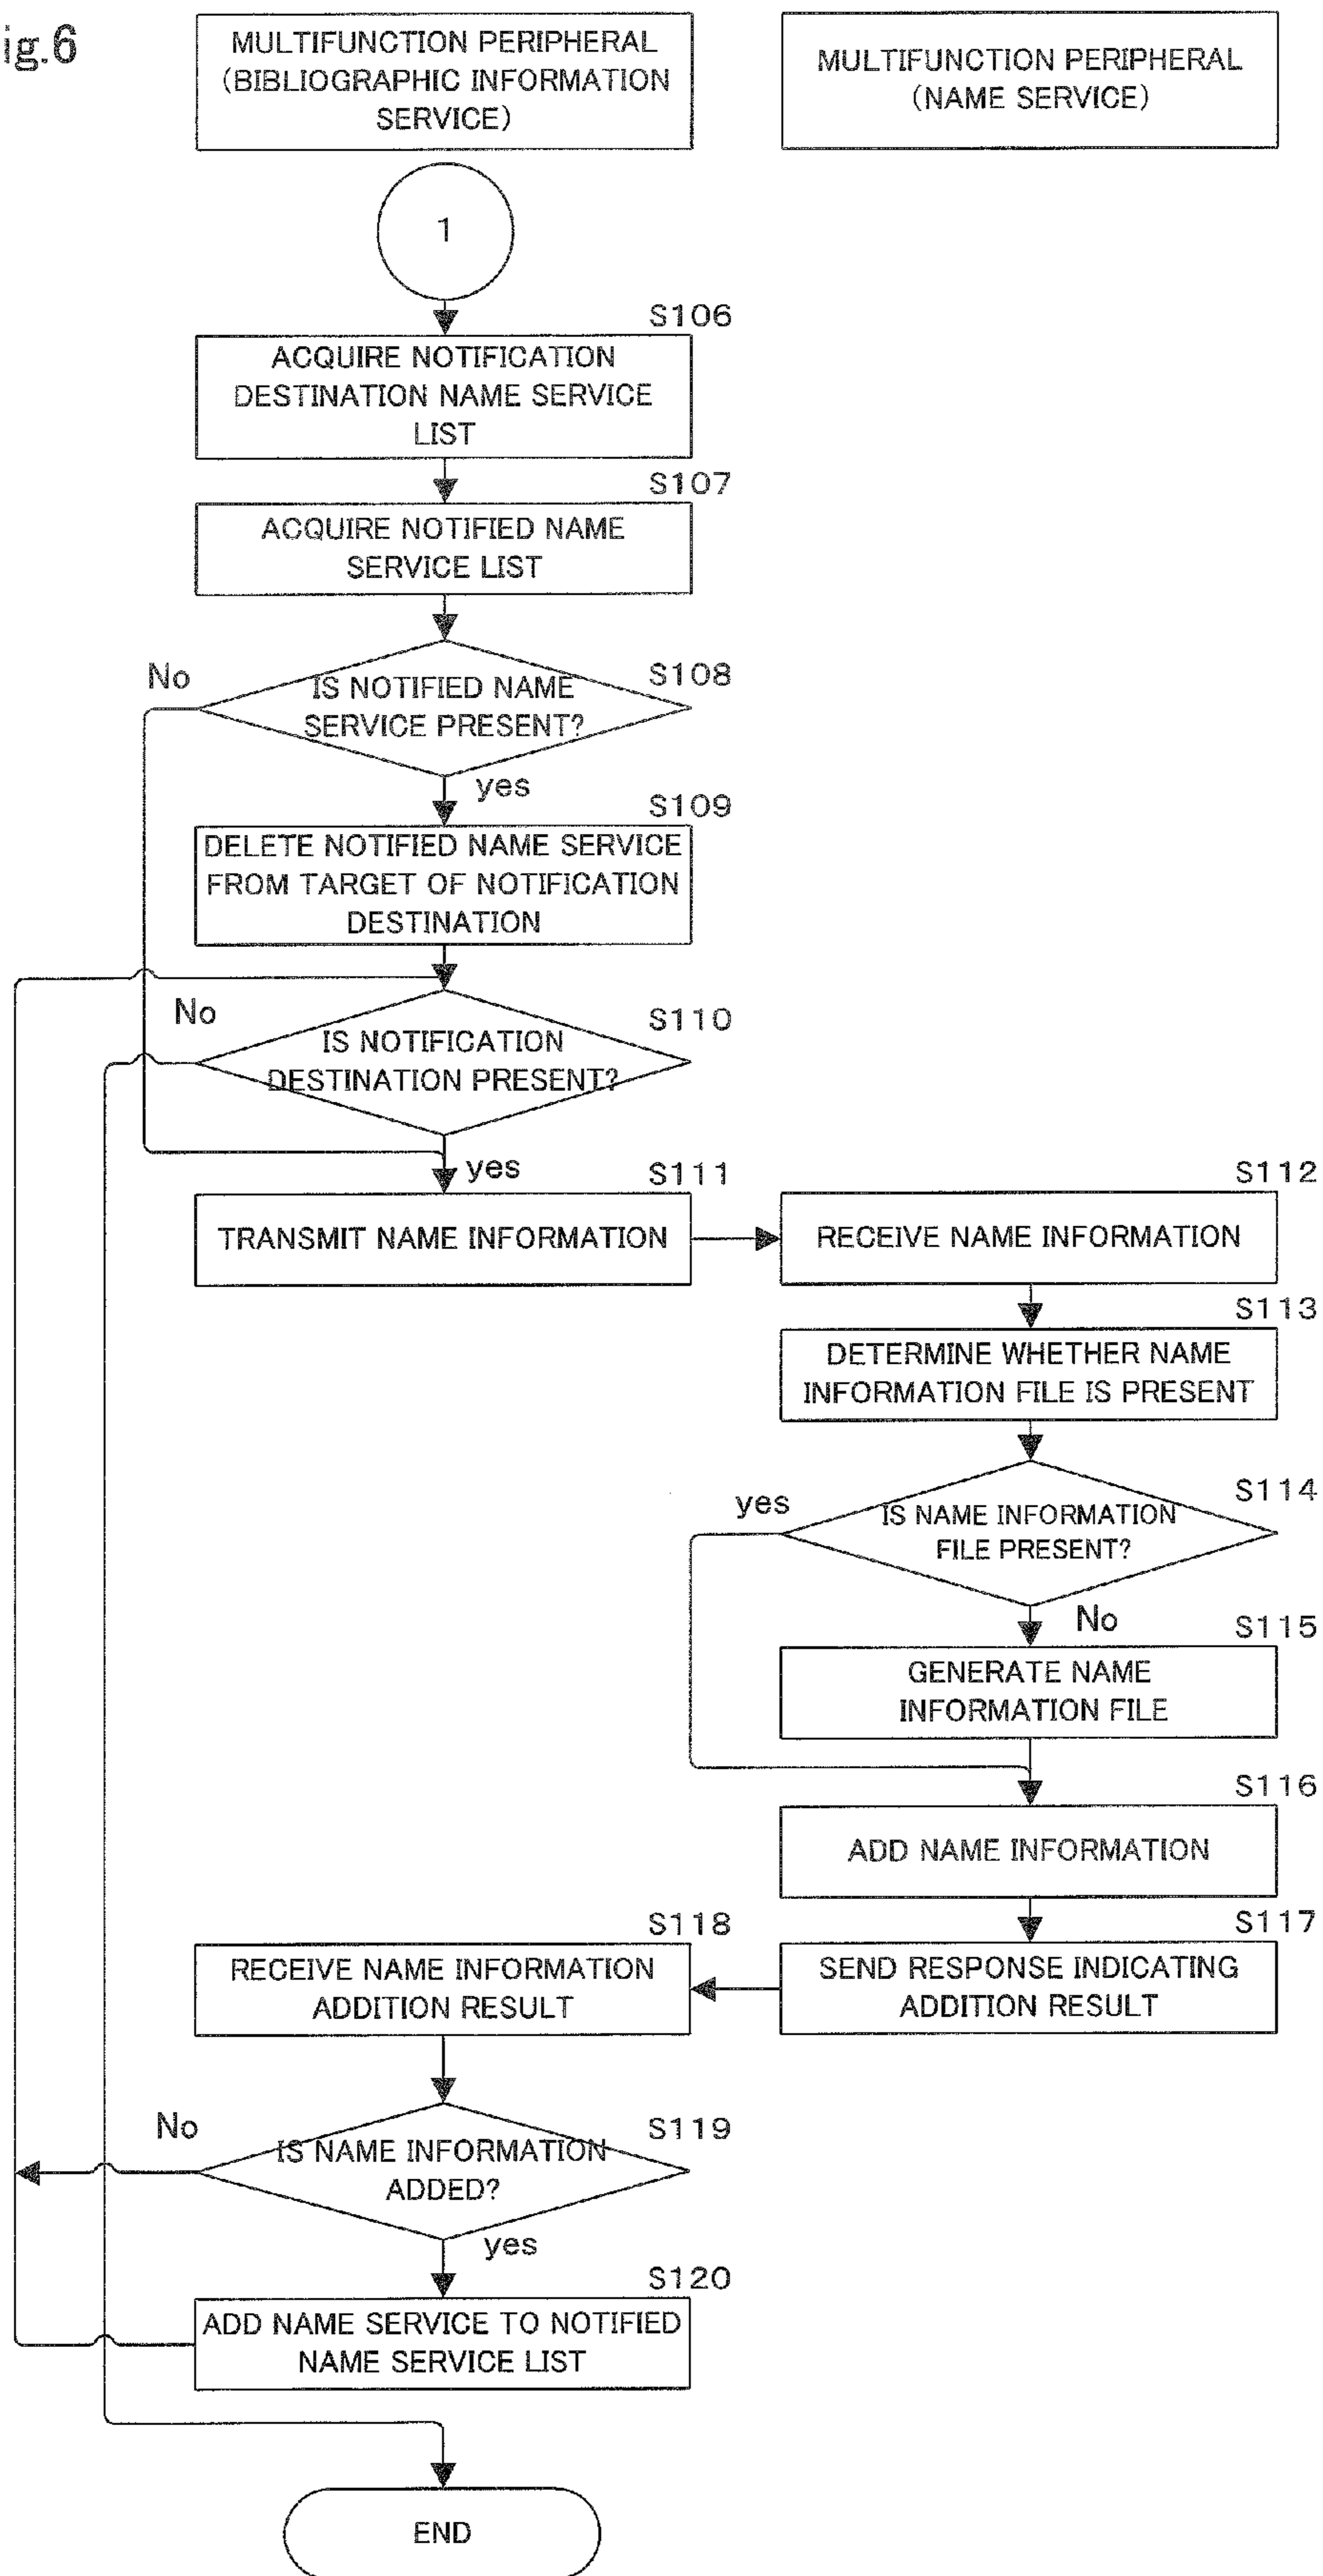 ig.6
MULTIFUNCTION PERIPHERAL
(BIBLIOGRAPHIC INFORMATION
SERVICE)
MULTIFUNCTION PERIPHERAL
(NAME SERVICE)
1
S106
ACQUIRE NOTIFICATION
DESTINATION NAME SERVICE
LIST
S107
ACQUIRE NOTIFIED NAME
SERVICE LIST
No
S108
IS NOTIFIED NAME
SERVICE PRESENT?
yes
S109
DELETE NOTIFIED NAME SERVICE
FROM TARGET OF NOTIFICATION
DESTINATION
No
S110
IS NOTIFICATION
DESTINATION PRESENT?
yes
S111
TRANSMIT NAME INFORMATION
S112
RECEIVE NAME INFORMATION
S113
DETERMINE WHETHER NAME
INFORMATION FILE IS PRESENT
yes
S114
IS NAME INFORMATION
FILE PRESENT?
No
S115
GENERATE NAME
INFORMATION FILE
S116
ADD NAME INFORMATION
S117
SEND RESPONSE INDICATING
ADDITION RESULT
S118
RECEIVE NAME INFORMATION
ADDITION RESULT
No
S119
IS NAME INFORMATION
ADDED?
yes
S120
ADD NAME SERVICE TO NOTIFIED
NAME SERVICE LIST
END